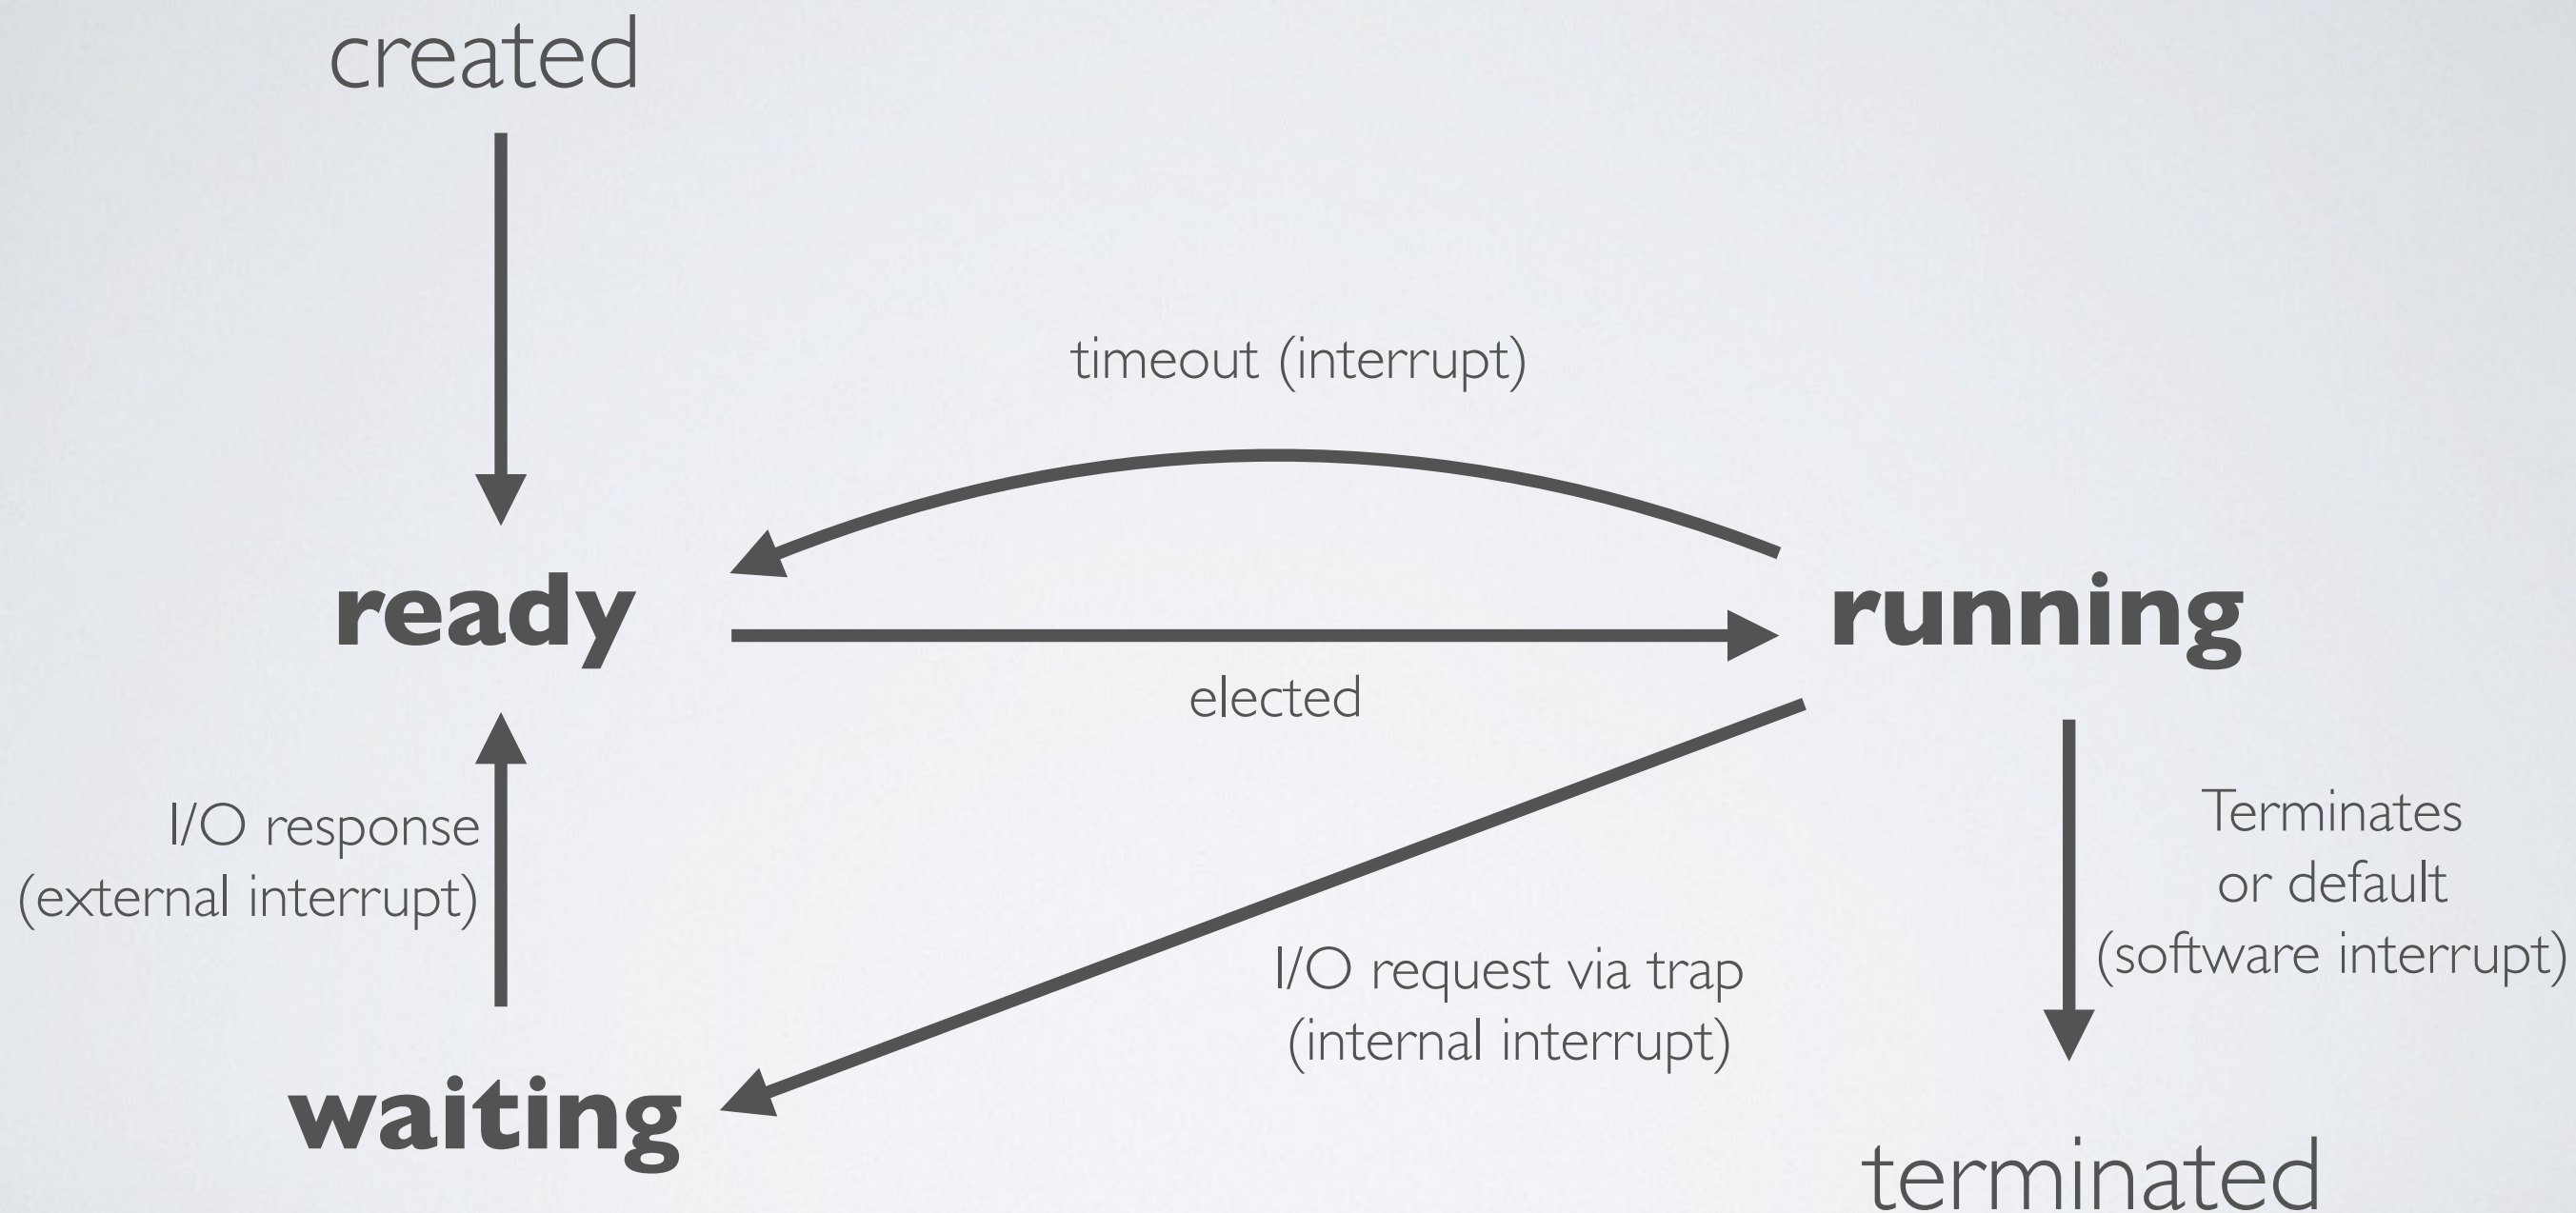 created
timeout (interrupt)
ready
running
elected
I/O response
(external interrupt)
Terminates
or default
(software interrupt)
I/O request via trap
(internal interrupt)
waiting
terminated